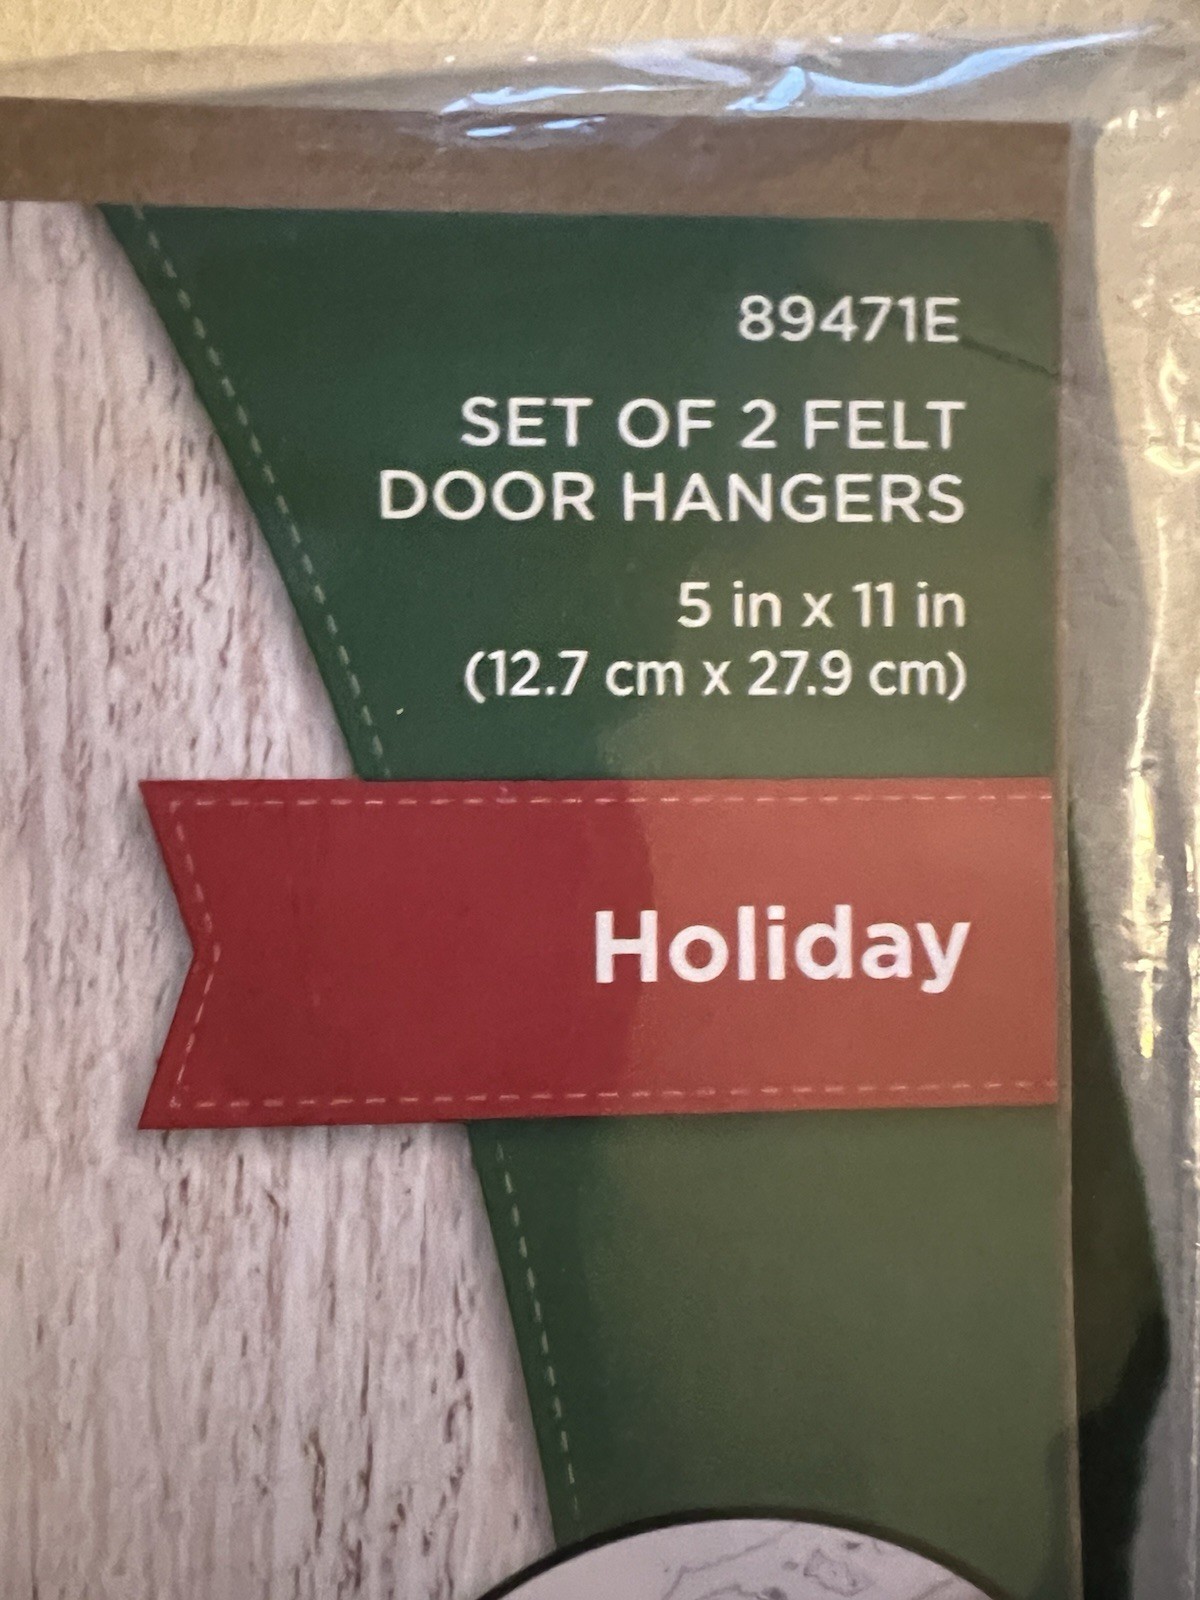 89471E
SET OF 2 FELT
DOOR HANGERS
5 in x 11 in
(12.7 cm x 27.9 cm)
Holiday